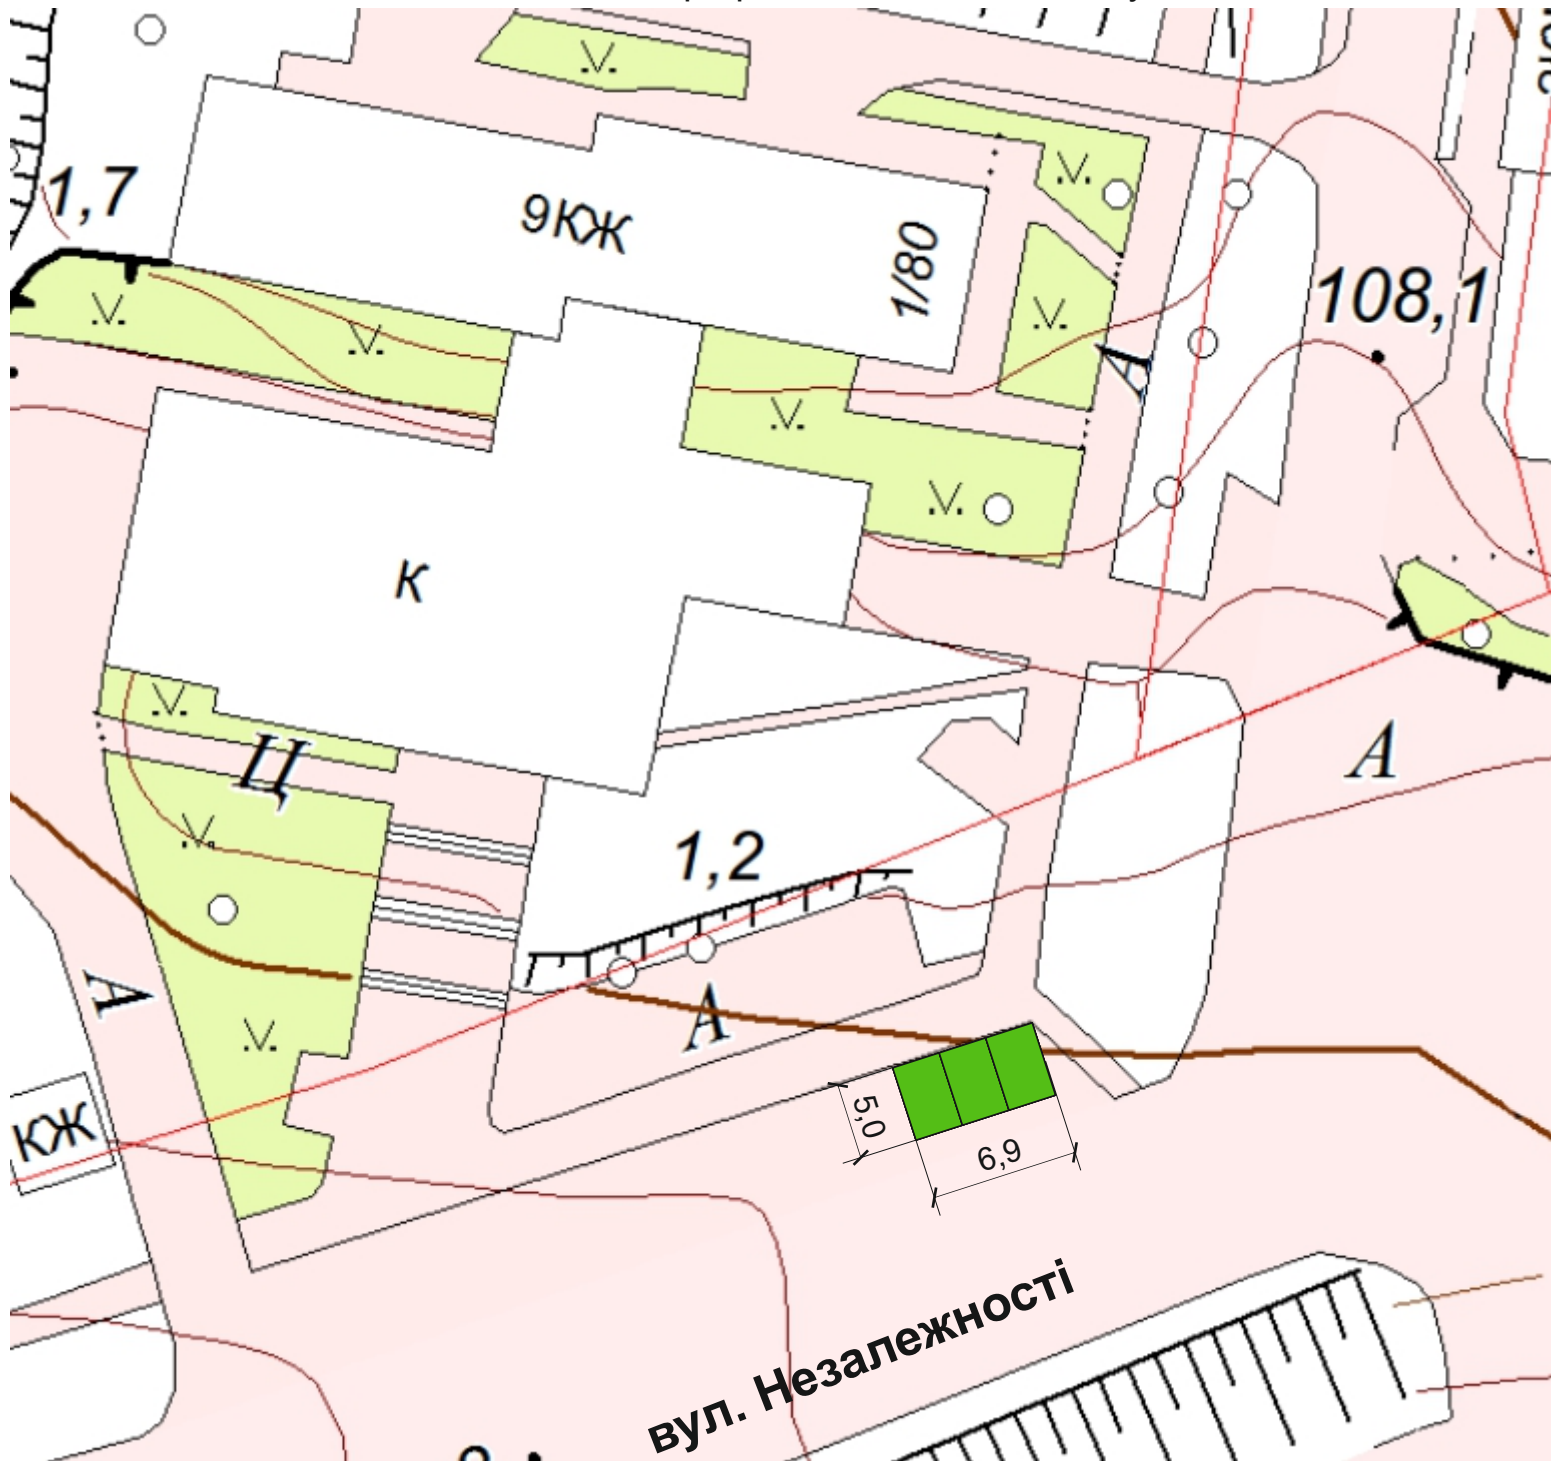 1,7
9КЖ
1/80
А
108,1
К
Ц
1,2
А
А
А
КЖ
5,0
6,9
вул. Незалежності